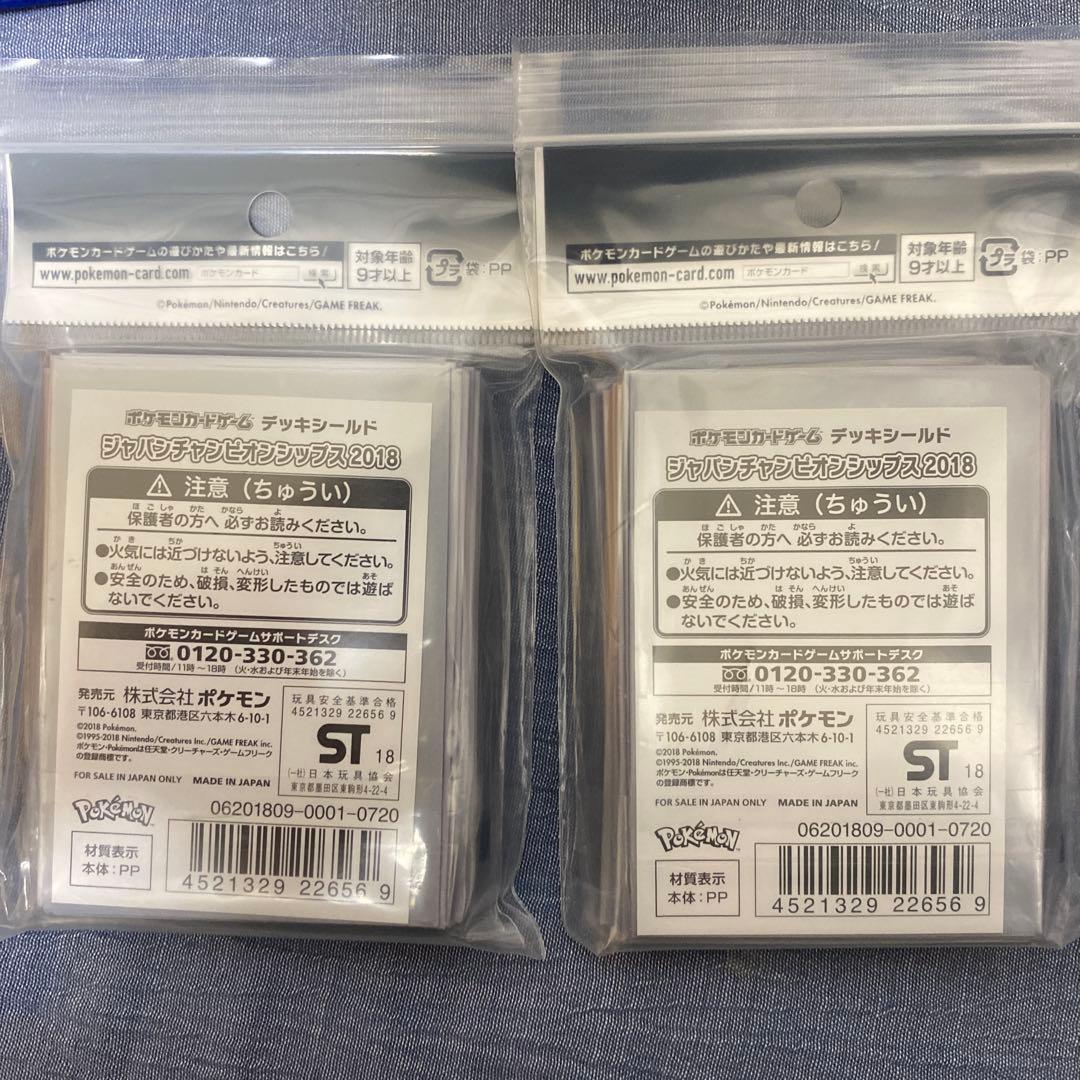 ポケモンカードゲームの遊びかたや最新情報はこちら!
www.pokemon-card.com ポケモンカード 検索
対象年齢
9才以上
プラ 袋:PP
©Pokémon/Nintendo/Creatures/GAME FREAK.
ポケモンカードゲーム デッキシールド
ジャパンチャンピオンシップス2018
注意(ちゅうい)
保護者の方へ 必ずお読みください。
●火気には近づけないよう、注意してください。
●安全のため、破損、変形したものでは遊ば
ないでください。
ポケモンカードゲームサポートデスク
0120-330-362
受付時間/11時~18時 (火・水および年末年始を除く)
発売元 株式会社ポケモン
〒106-6108 東京都港区六本木6-10-1
©2018 Pokémon.
©1995-2018 Nintendo/Creatures Inc./GAME FREAK inc.
ポケモン・Pokémonは任天堂・クリーチャーズ・ゲームフリーク
の登録商標です。
FOR SALE IN JAPAN ONLY MADE IN JAPAN
玩具安全基準合格
4521329 22656 9
ST 18
(一社)日本玩具協会
東京都墨田区東駒形4-22-4
POKéMON
06201809-0001-0720
材質表示
本体:PP
4521329 22656 9
ポケモンカードゲームの遊びかたや最新情報はこちら!
www.pokemon-card.com ポケモンカード 検索
対象年齢
9才以上
プラ 袋:PP
©Pokémon/Nintendo/Creatures/GAME FREAK.
ポケモンカードゲーム デッキシールド
ジャパンチャンピオンシップス2018
注意(ちゅうい)
保護者の方へ 必ずお読みください。
●火気には近づけないよう、注意してください。
●安全のため、破損、変形したものでは遊ば
ないでください。
ポケモンカードゲームサポートデスク
0120-330-362
受付時間/11時~18時 (火・水および年末年始を除く)
発売元 株式会社ポケモン
〒106-6108 東京都港区六本木6-10-1
©2018 Pokémon.
©1995-2018 Nintendo/Creatures Inc./GAME FREAK inc.
ポケモン・Pokémonは任天堂・クリーチャーズ・ゲームフリーク
の登録商標です。
FOR SALE IN JAPAN ONLY MADE IN JAPAN
玩具安全基準合格
4521329 22656 9
ST 18
(一社)日本玩具協会
東京都墨田区東駒形4-22-4
POKéMON
06201809-0001-0720
材質表示
本体:PP
4521329 22656 9